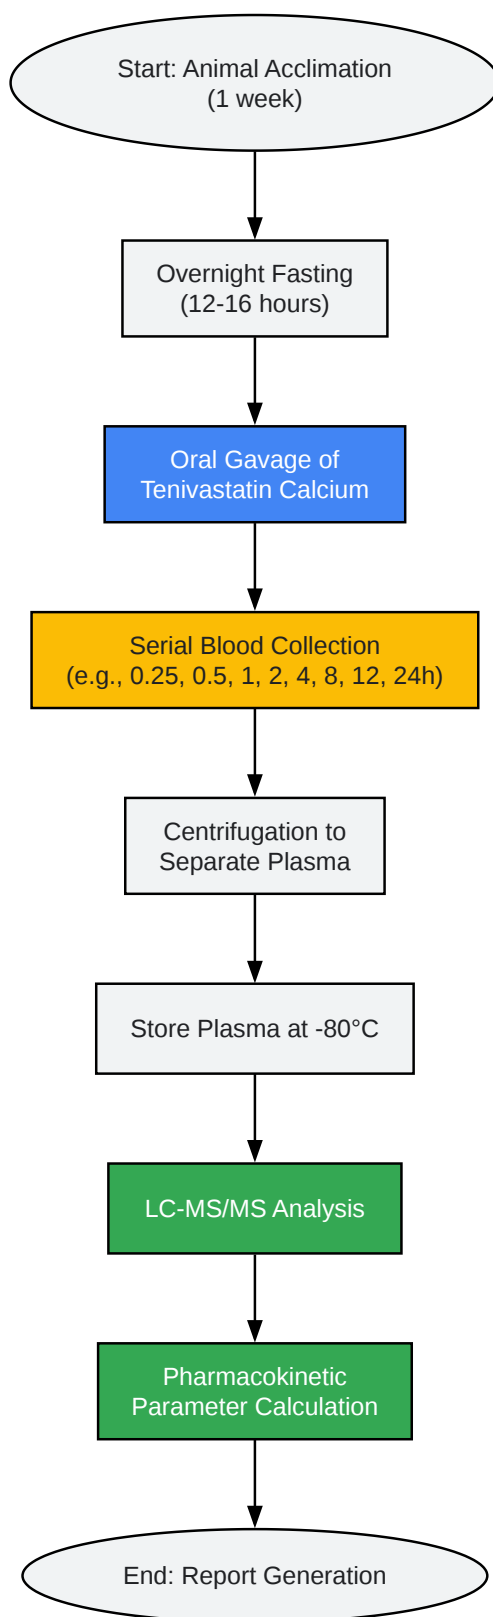 Start: Animal Acclimation
(1 week)
Overnight Fasting
(12-16 hours)
Oral Gavage of
Tenivastatin Calcium
Serial Blood Collection
(e.g., 0.25, 0.5, 1, 2, 4, 8, 12, 24h)
Centrifugation to
Separate Plasma
Store Plasma at -80°C
LC-MS/MS Analysis
Pharmacokinetic
Parameter Calculation
End: Report Generation